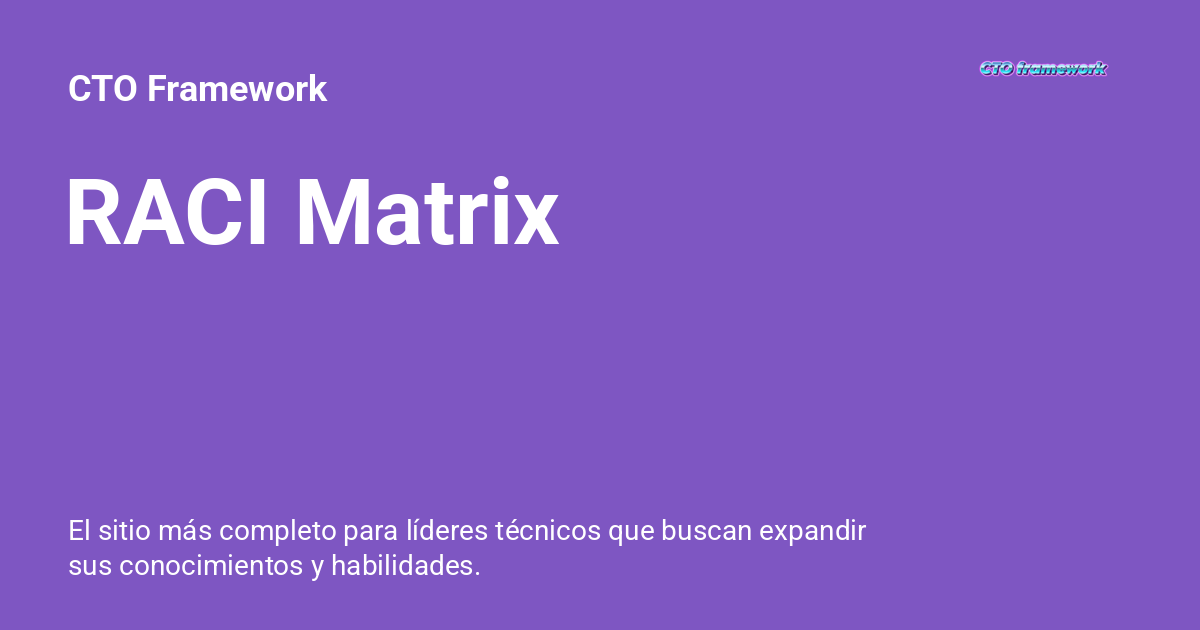 CTO Framework
CTO framework
RACI Matrix
El sitio más completo para líderes técnicos que buscan expandir
sus conocimientos y habilidades.